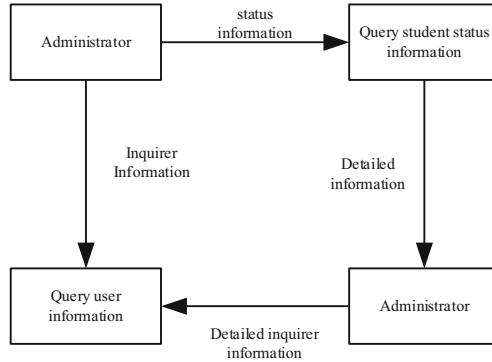 Administrator
status
information
Query student status
information
Inquirer
Information
Detailed
information
Query user
information
Administrator
Detailed inquirer
information